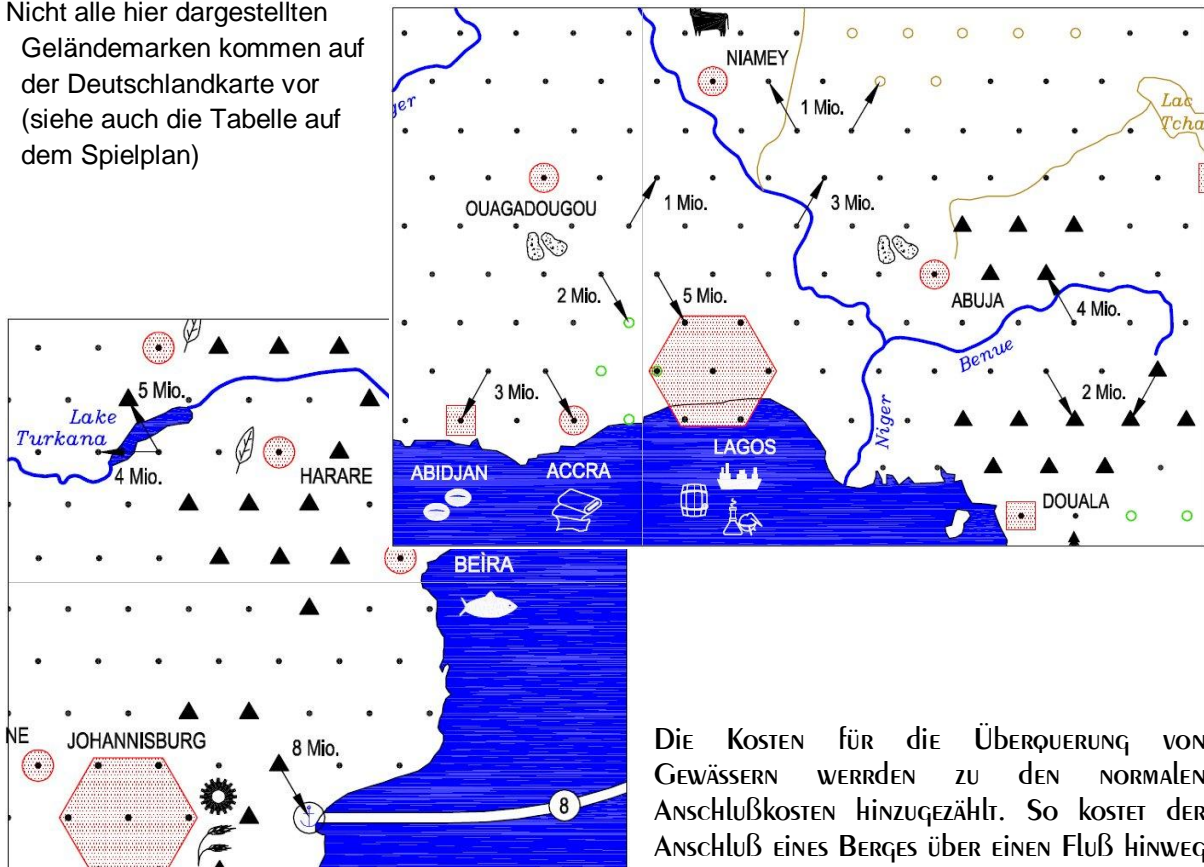 Nicht alle hier dargestellten
Geländemarken kommen auf
der Deutschlandkarte vor
(siehe auch die Tabelle auf
dem Spielplan)
NIAMEY
ger
1 Mio.
Lac
Tcha
OUAGADOUGOU
1 Mio.
3 Mio.
2 Mio.
5 Mio.
ABUJA
4 Mio.
Benue
3 Mio.
2 Mio.
Niger
ABIDJAN
ACCRA
LAGOS
DOUALA
5 Mio.
Lake
Turkana
4 Mio.
HARARE
BEÌRA
NE
JOHANNISBURG
8 Mio.
8
Die Kosten für die Überquerung von
Gewässern werrden zu den normalen
Anschlußkosten hinzugezählt. So kostet der
Anschluß eines Berges über einen Fluß hinweg